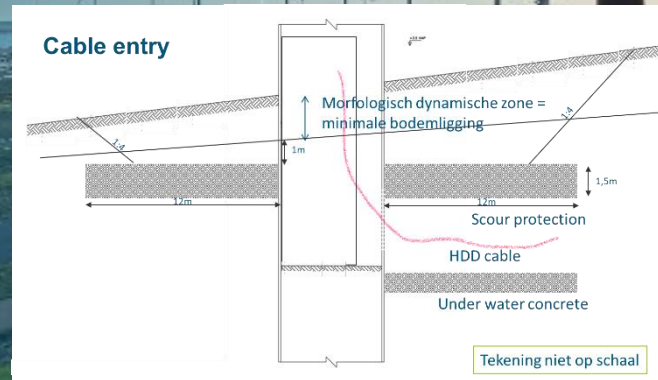 Cable entry
Morfologisch dynamische zone =
minimale bodemligging
1:4
1:4
1m
1,5m
12m
12m
Scour protection
HDD cable
Under water concrete
Tekening niet op schaal